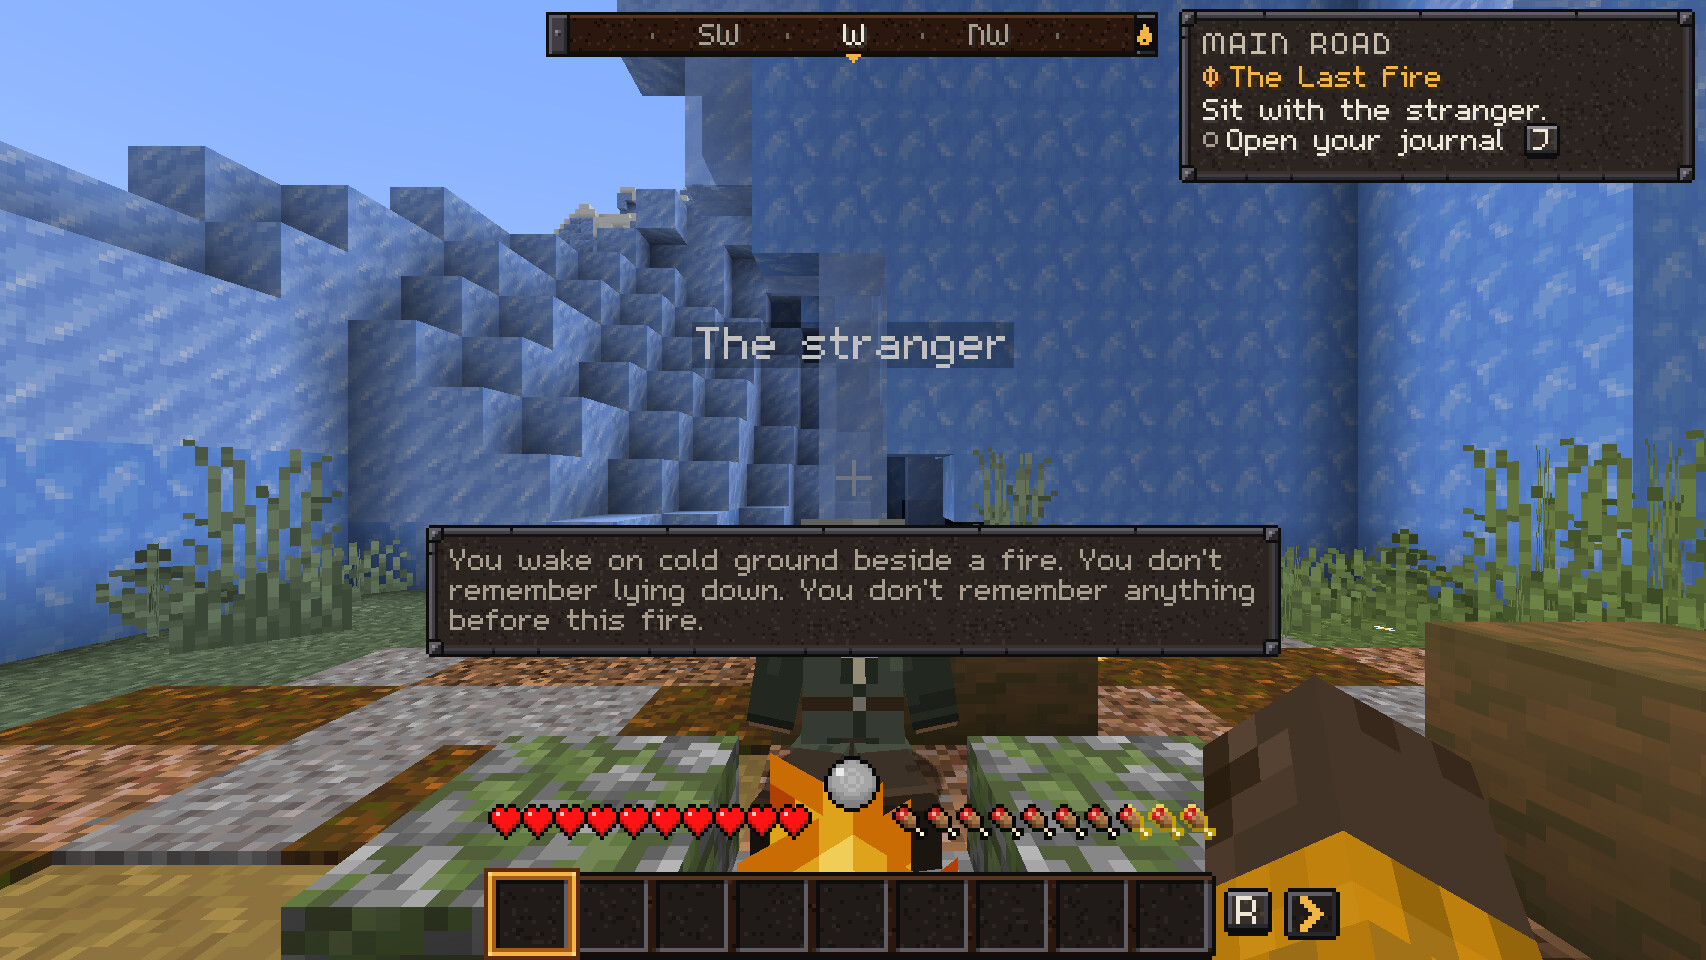 SW
W
NW
MAIN ROAD
The Last Fire
Sit with the stranger.
Open your journal J
The stranger
You wake on cold ground beside a fire. You don't
remember lying down. You don't remember anything
before this fire.
R